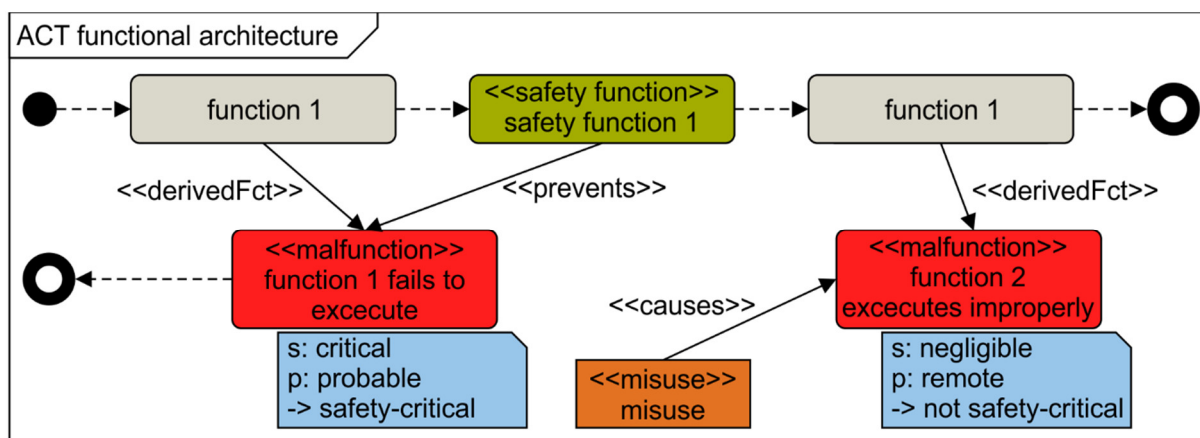 ACT functional architecture
function 1
<<safety function>>
safety function 1
function 1
<<derivedFct>>
<<prevents>>
<<derivedFct>>
<<malfunction>>
function 1 fails to
excecute
<<malfunction>>
function 2
excecutes improperly
<<causes>>
s: critical
p: probable
-> safety-critical
<<misuse>>
misuse
s: negligible
p: remote
-> not safety-critical